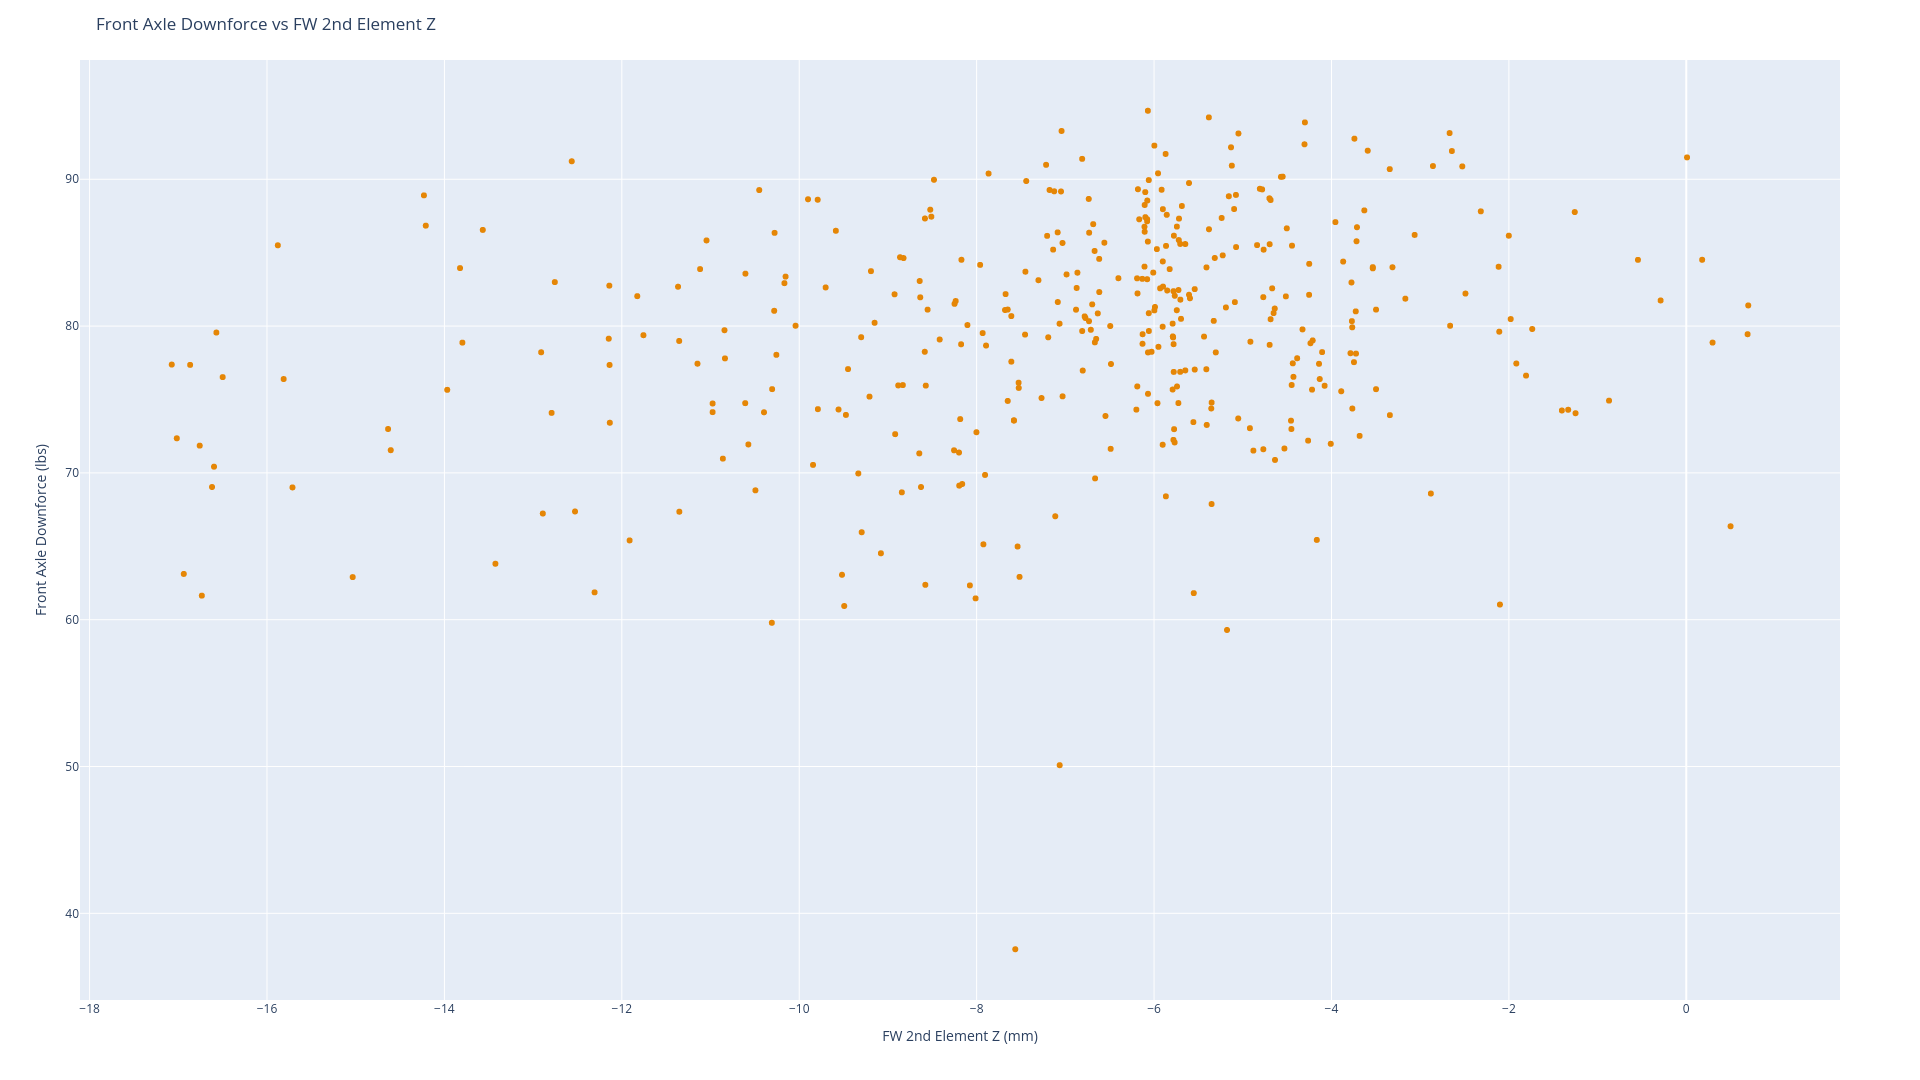 Front Axle Downforce vs FW 2nd Element Z
90
80
70
60
50
40
Front Axle Downforce (lbs)
−18 −16 −14 −12 −10 −8 −6 −4 −2 0
FW 2nd Element Z (mm)